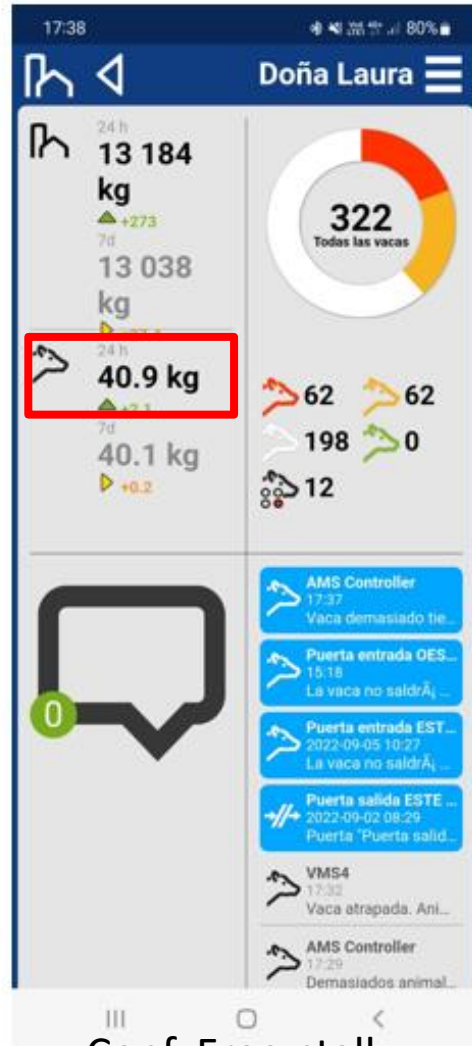 17:38
80%
Doña Laura
24 h
13 184
kg
+273
7d
13 038
kg
24 h
40.9 kg
+2.1
7d
40.1 kg
+0.2
322
Todas las vacas
62
62
198
0
12
0
AMS Controller
17:37
Vaca demasiado tie...
Puerta entrada OES...
15:18
La vaca no saldrÃ¡ ...
Puerta entrada EST...
2022-09-05 10:27
La vaca no saldrÃ¡ ...
Puerta salida ESTE ...
2022-09-02 08:29
Puerta "Puerta salid...
VMS4
17:32
Vaca atrapada. Ani...
AMS Controller
17:29
Demasiados animal...